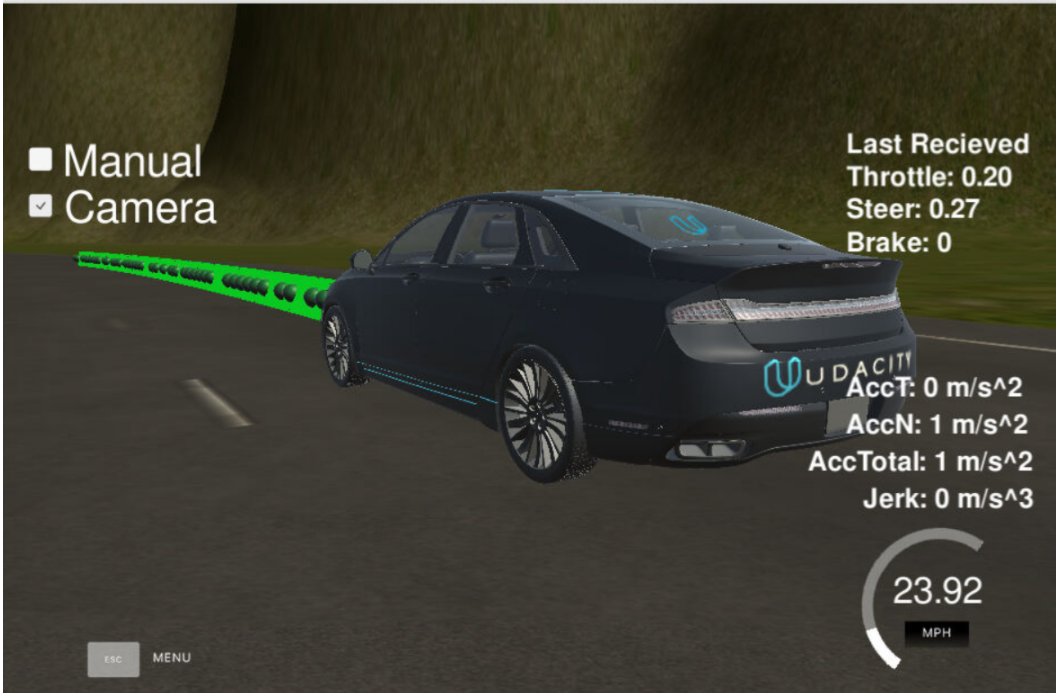 Manual
Camera
Last Recieved
Throttle: 0.20
Steer: 0.27
Brake: 0
UDACITY
AccT: 0 m/s^2
AccN: 1 m/s^2
AccTotal: 1 m/s^2
Jerk: 0 m/s^3
23.92
MPH
ESC MENU